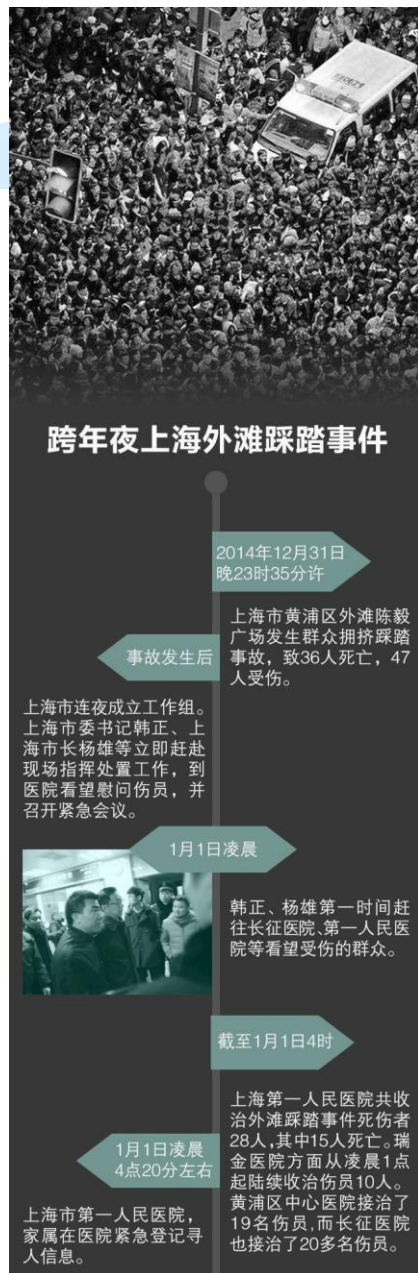 跨年夜上海外滩踩踏事件
2014年12月31日
晚23时35分许
上海市黄浦区外滩陈毅
广场发生群众拥挤踩踏
事故，致36人死亡，47
人受伤。
事故发生后
上海市连夜成立工作组。
上海市委书记韩正、上
海市长杨雄等立即赶赴
现场指挥处置工作，到
医院看望慰问伤员，并
召开紧急会议。
1月1日凌晨
韩正、杨雄第一时间赶
往长征医院、第一人民医
院等看望受伤的群众。
截至1月1日4时
上海第一人民医院共收
治外滩踩踏事件死伤者
28人,其中15人死亡。瑞
金医院方面从凌晨1点
起陆续收治伤员10人。
黄浦区中心医院接治了
19名伤员,而长征医院
也接治了20多名伤员。
1月1日凌晨
4点20分左右
上海市第一人民医院，
家属在医院紧急登记寻
人信息。